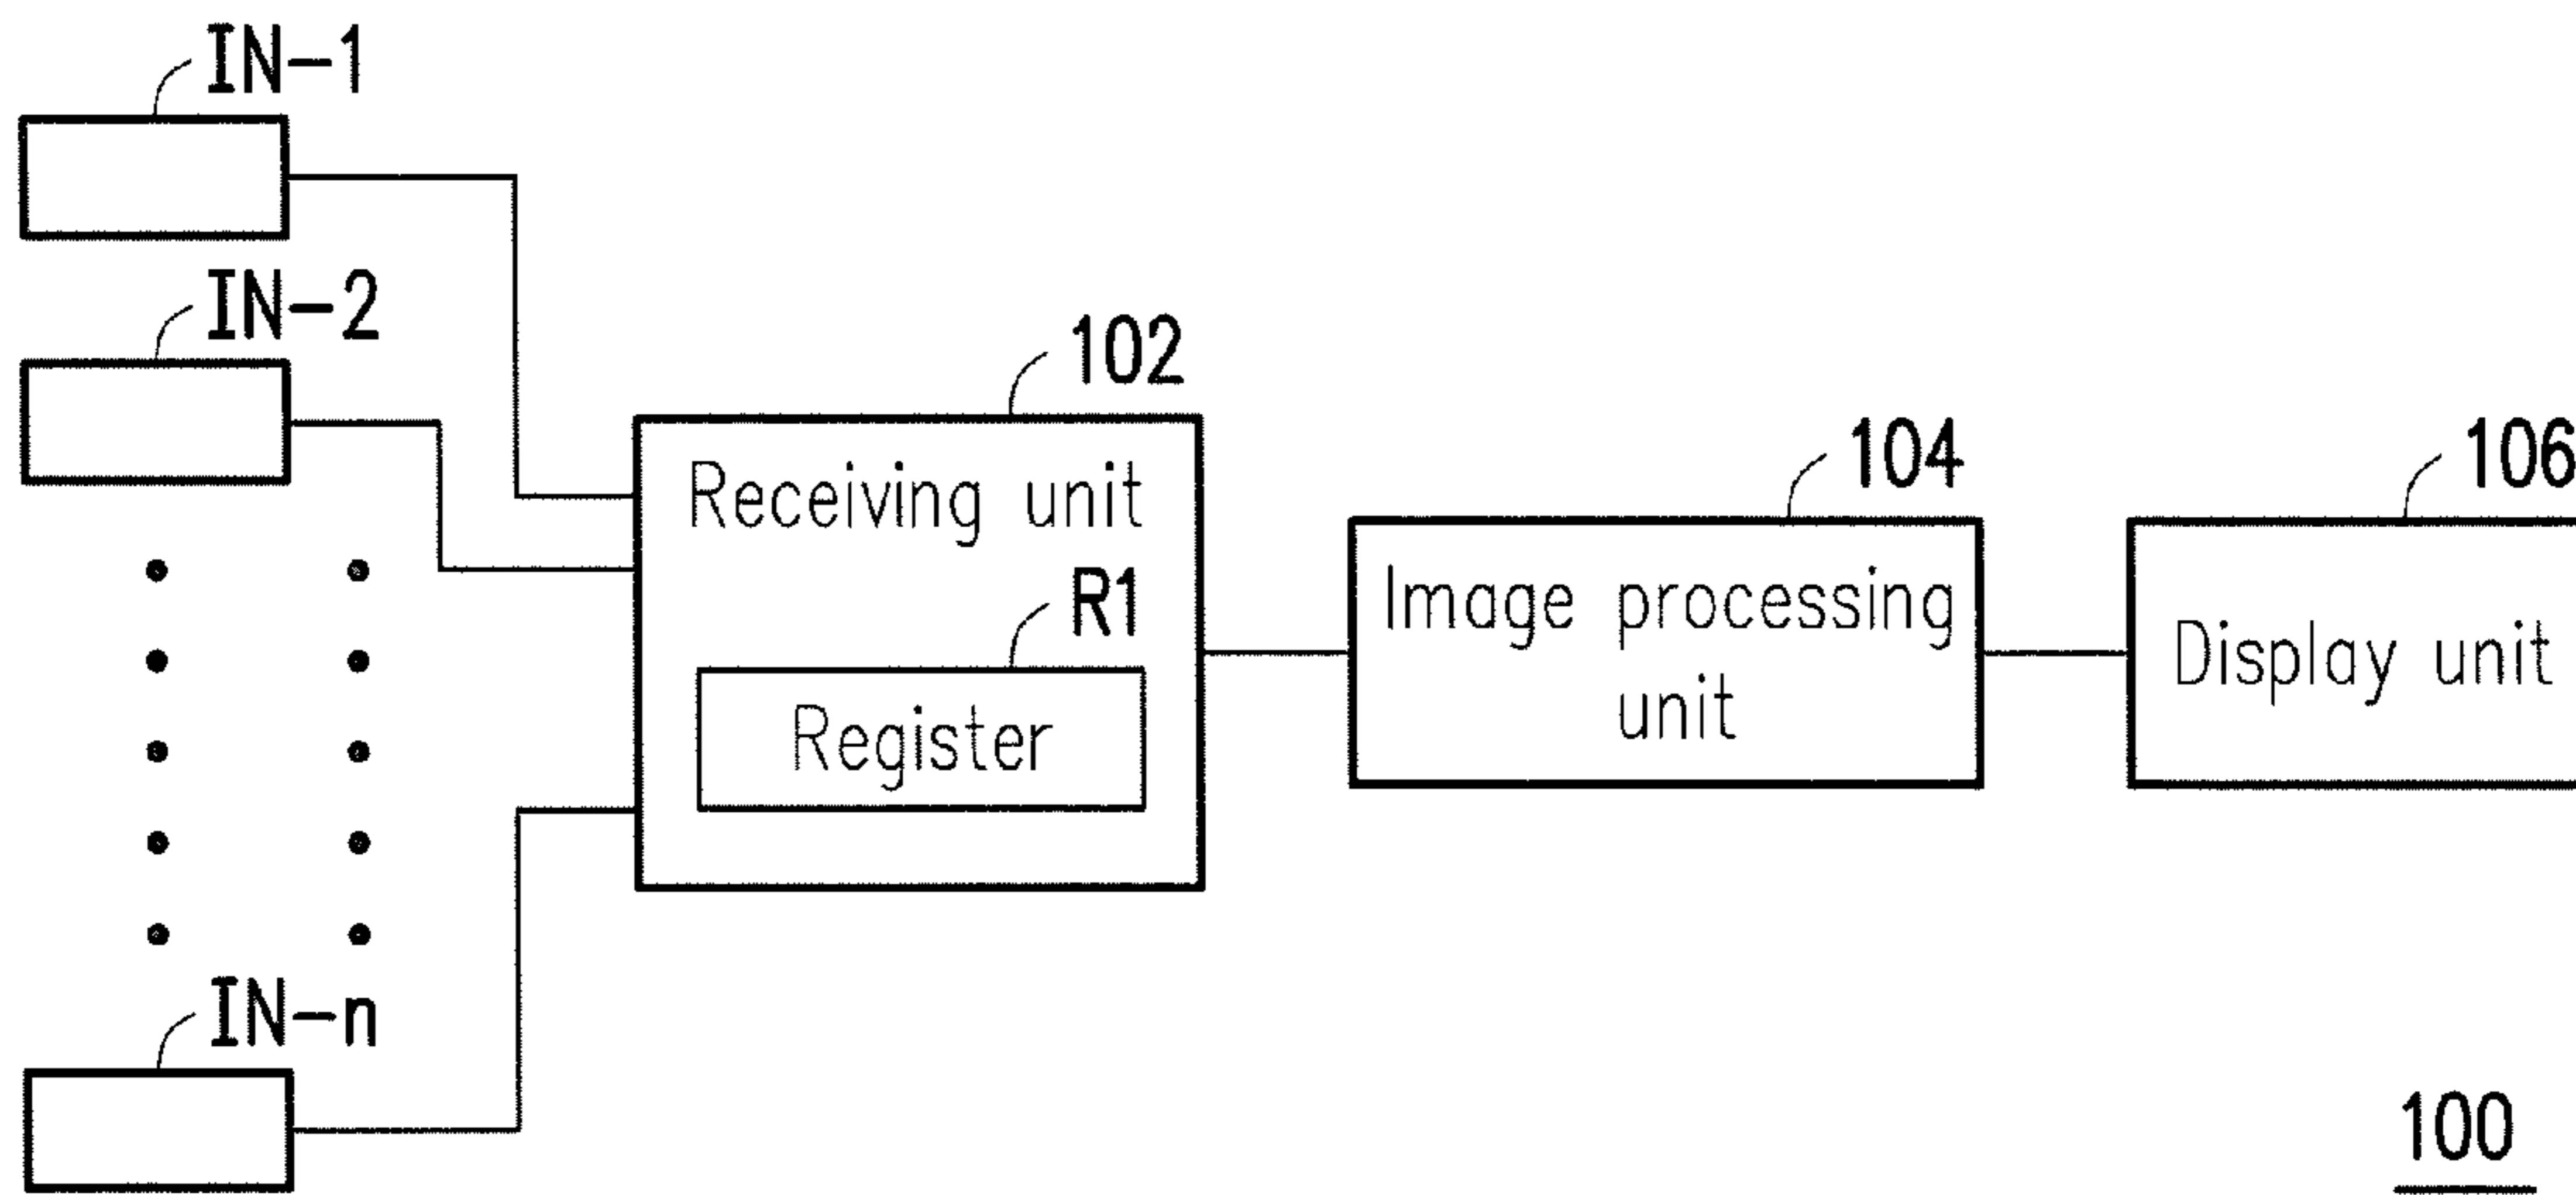 IN-1
IN-2
102
Receiving unit
R1
Register
104
Image processing
unit
106
Display unit
IN-n
100